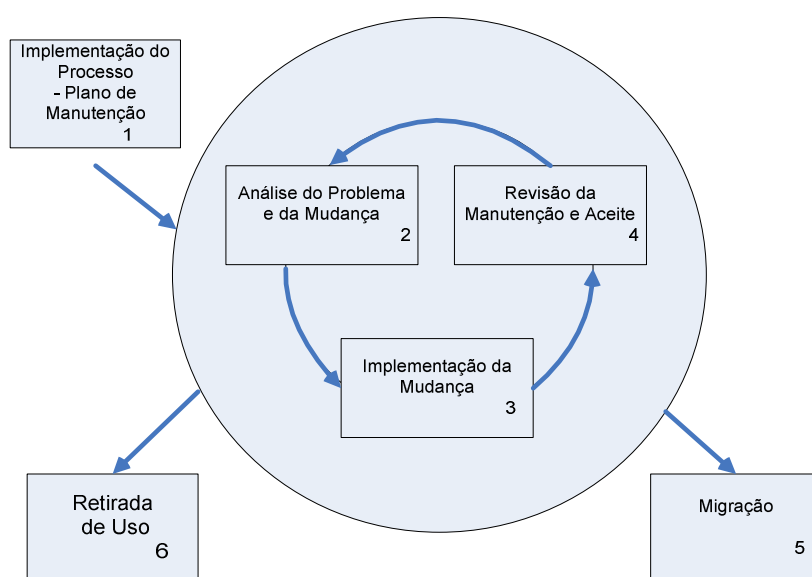 Implementação do
Processo
- Plano de
Manutenção
1
Análise do Problema
e da Mudança
2
Revisão da
Manutenção e Aceite
4
Implementação da
Mudança
3
Retirada
de Uso
6
Migração
5